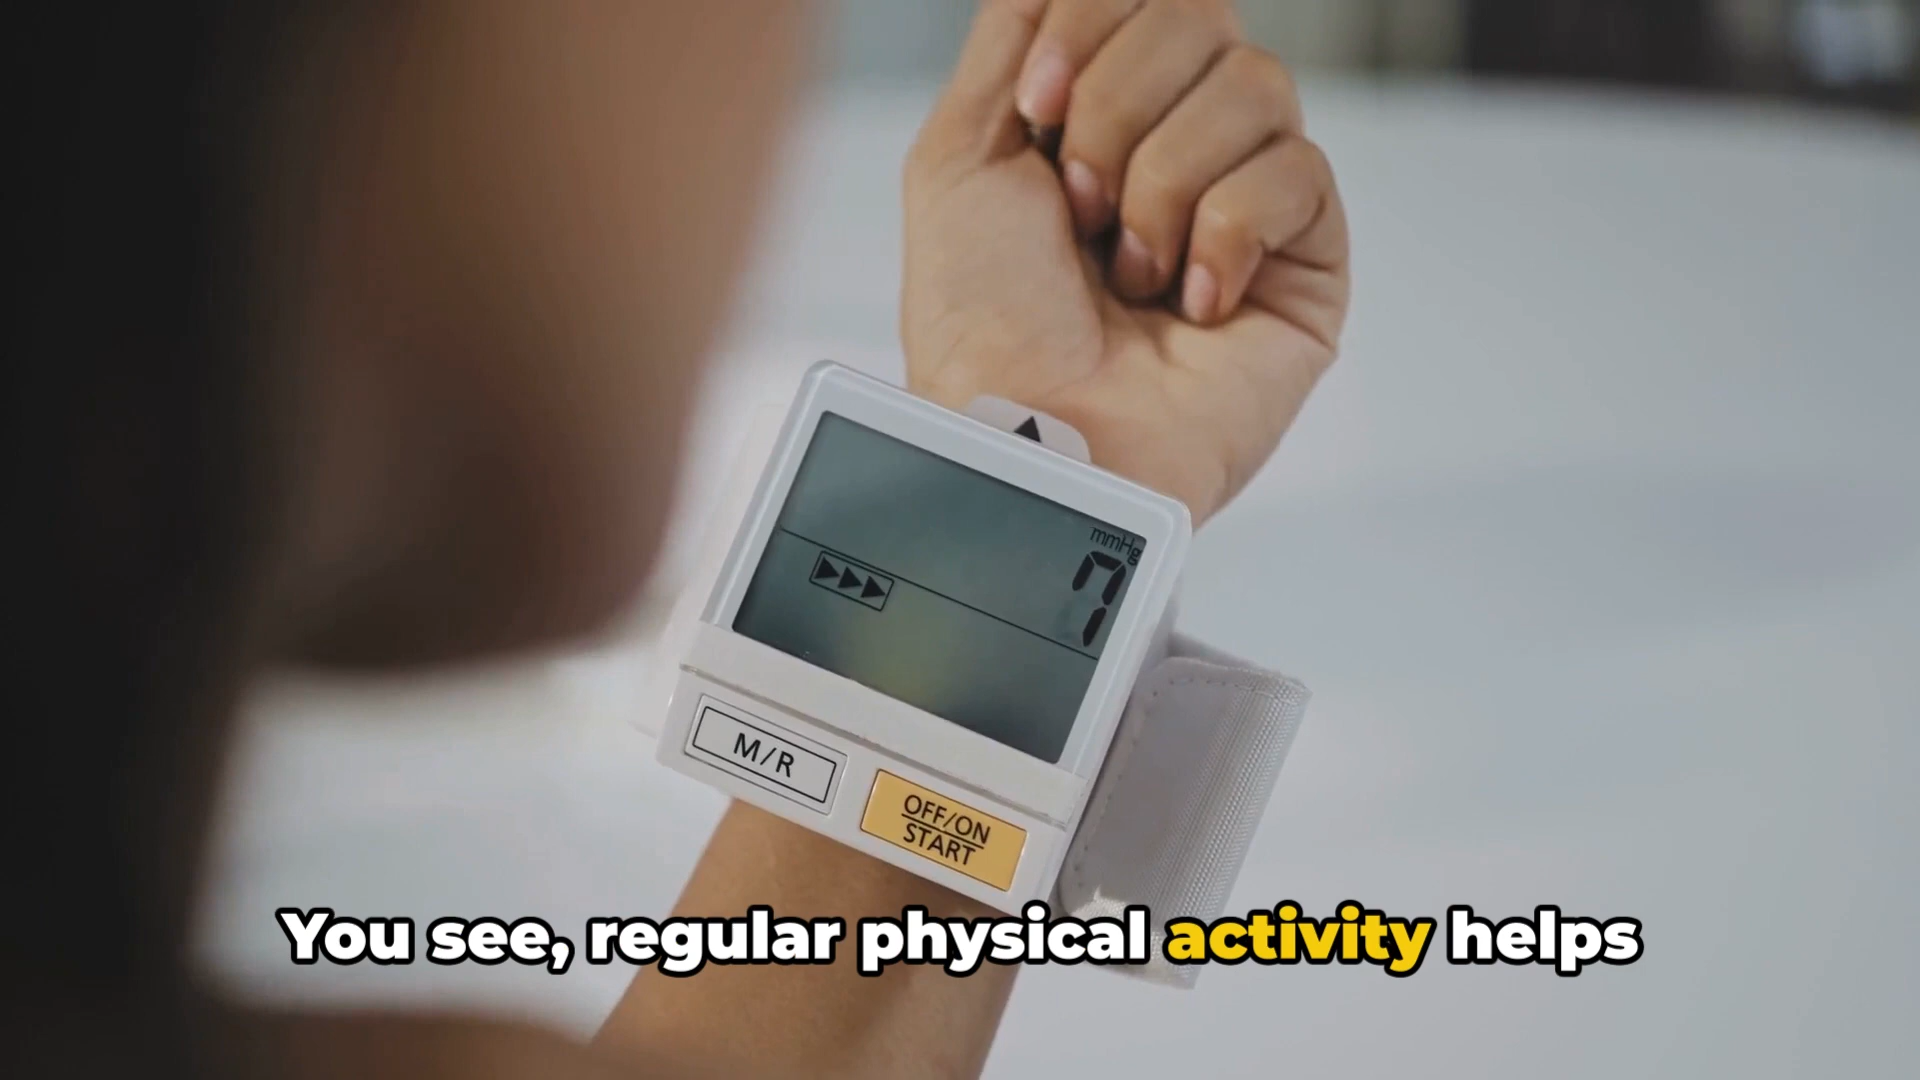 mmHg
7
M/R
OFF/ON
START
You see, regular physical activity helps